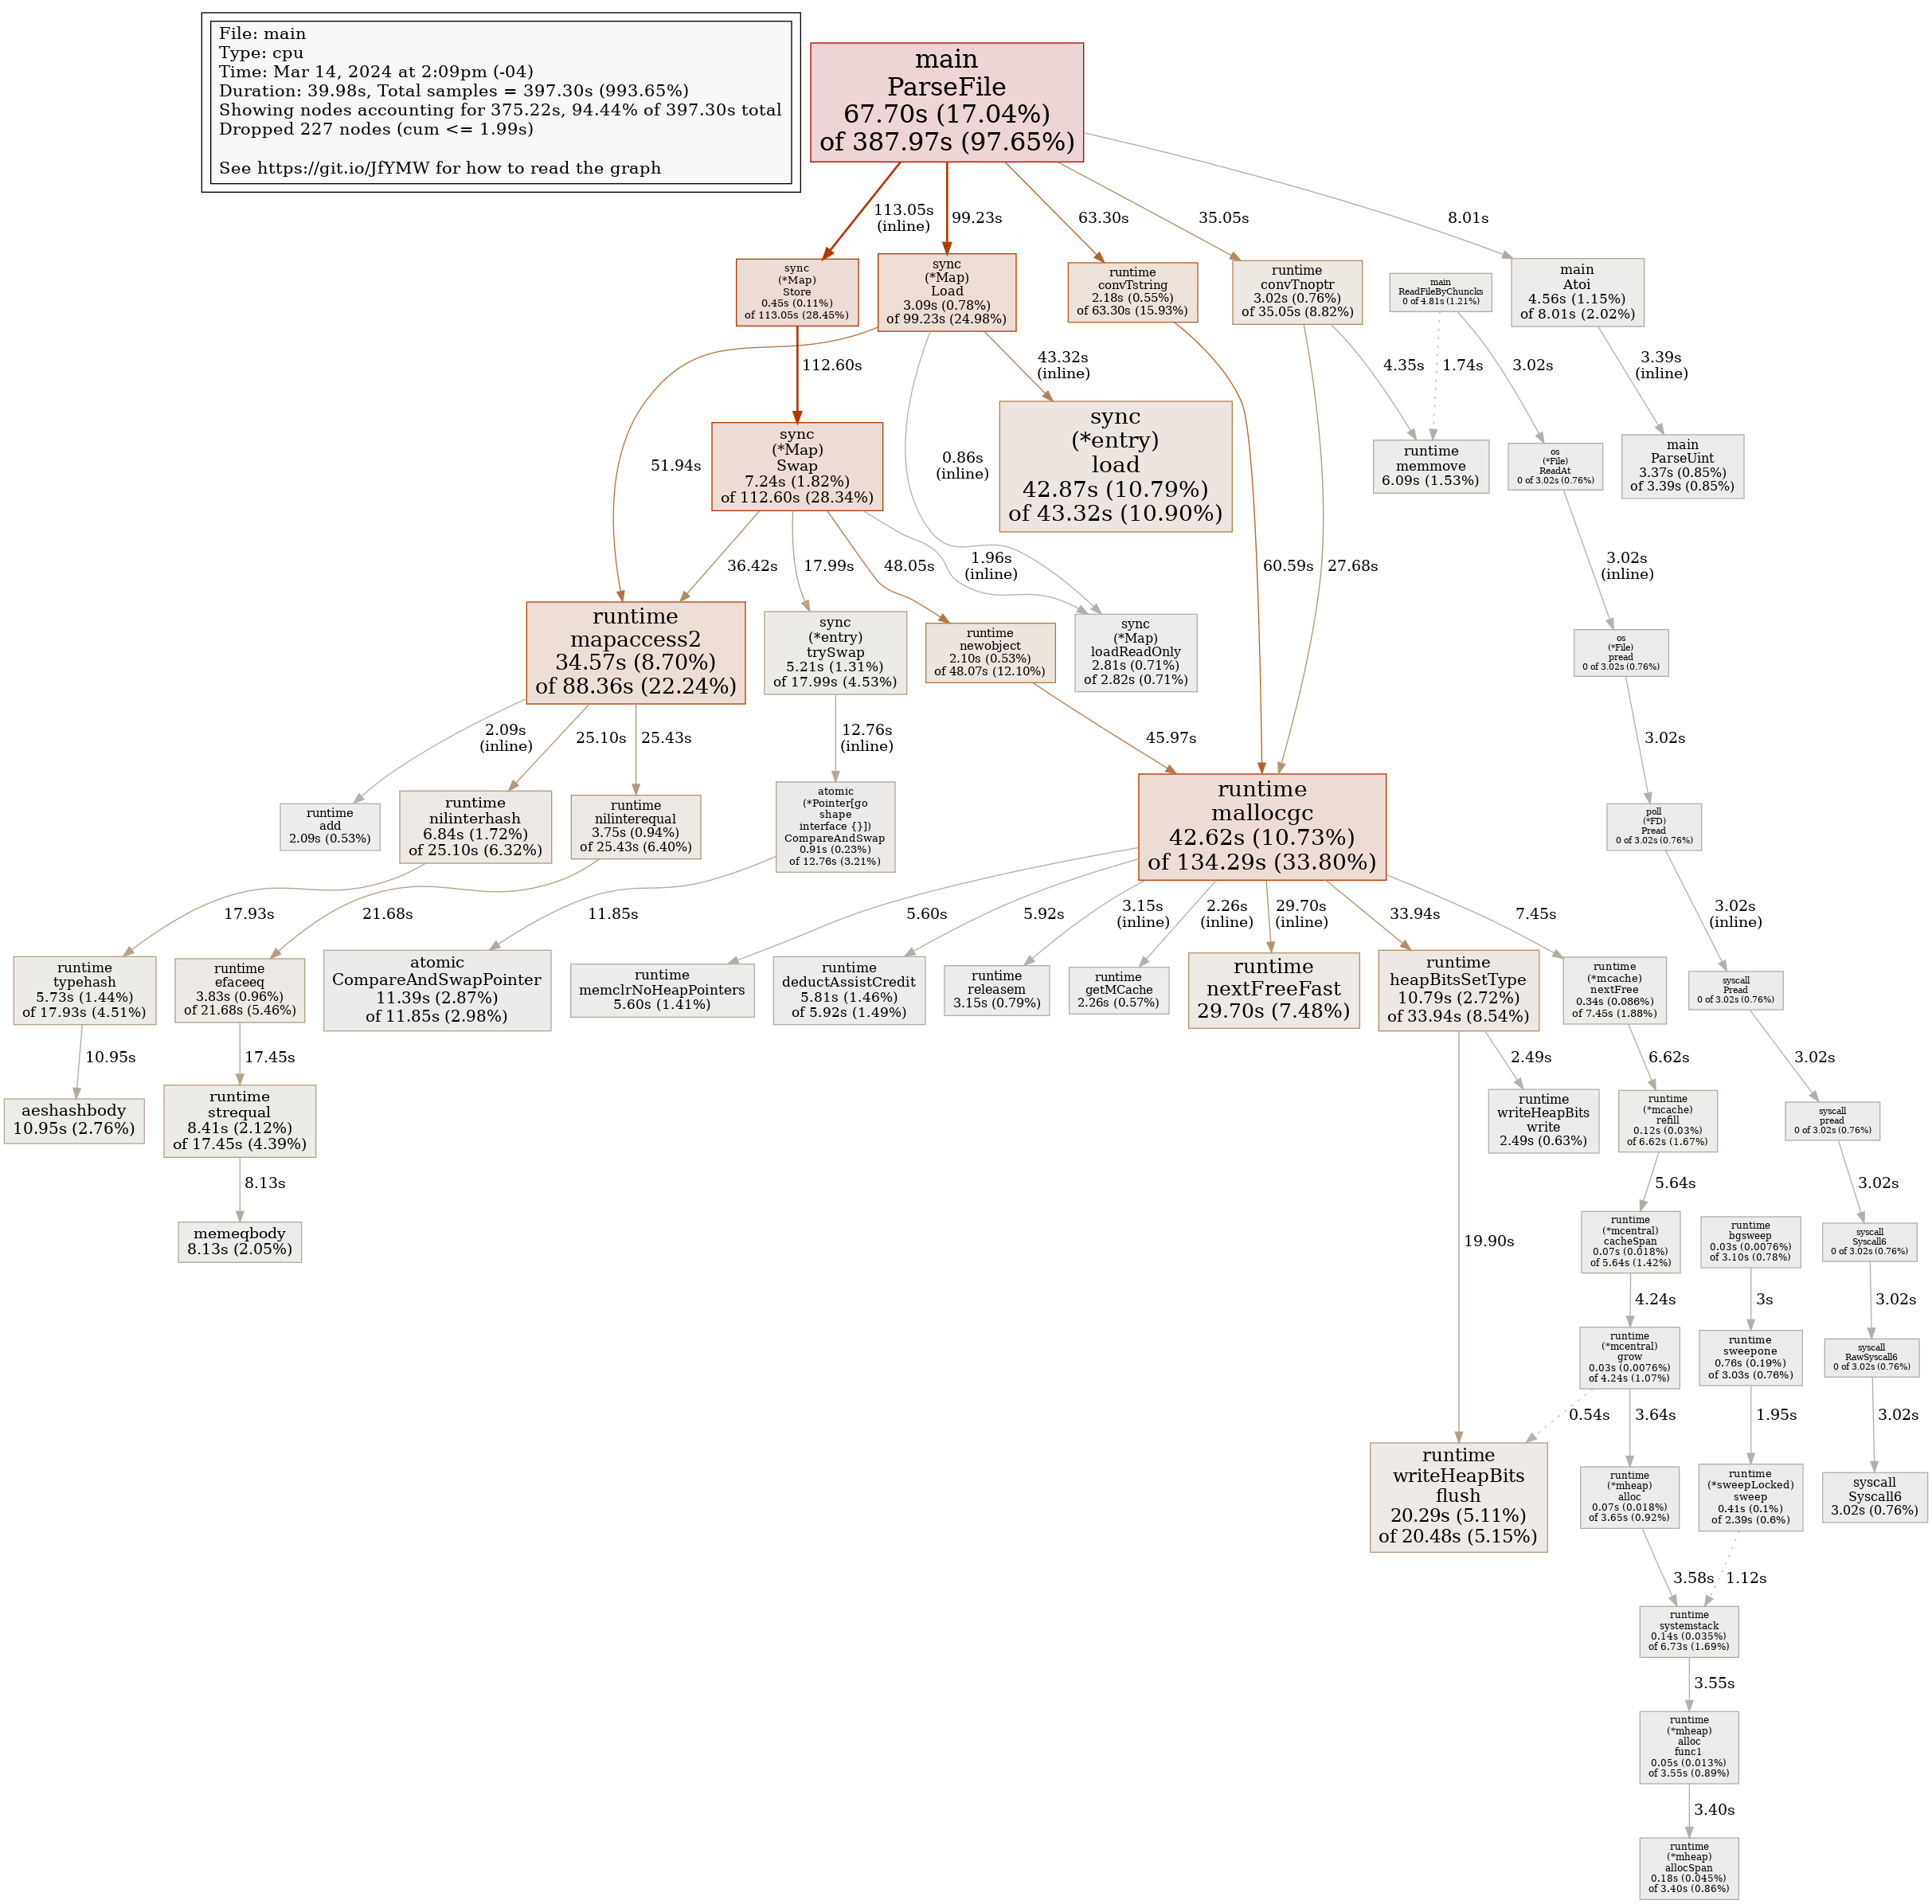 File: main
Type: cpu
Time: Mar 14, 2024 at 2:09pm (-04)
Duration: 39.98s, Total samples = 397.30s (993.65%)
Showing nodes accounting for 375.22s, 94.44% of 397.30s total
Dropped 227 nodes (cum <= 1.99s)
See https://git.io/JfYMW for how to read the graph
main
ParseFile
67.70s (17.04%)
of 387.97s (97.65%)
113.05s
(inline)
99.23s
63.30s
35.05s
8.01s
sync
(*Map)
Store
0.45s (0.11%)
of 113.05s (28.45%)
sync
(*Map)
Load
3.09s (0.78%)
of 99.23s (24.98%)
runtime
convTstring
2.18s (0.55%)
of 63.30s (15.93%)
runtime
convTnoptr
3.02s (0.76%)
of 35.05s (8.82%)
main
ReadFileByChuncks
0 of 4.81s (1.21%)
main
Atoi
4.56s (1.15%)
of 8.01s (2.02%)
112.60s
43.32s
(inline)
4.35s
1.74s
3.02s
3.39s
(inline)
51.94s
0.86s
(inline)
sync
(*Map)
Swap
7.24s (1.82%)
of 112.60s (28.34%)
sync
(*entry)
load
42.87s (10.79%)
of 43.32s (10.90%)
runtime
memmove
6.09s (1.53%)
os
(*File)
ReadAt
0 of 3.02s (0.76%)
main
ParseUint
3.37s (0.85%)
of 3.39s (0.85%)
36.42s
17.99s
48.05s
1.96s
(inline)
60.59s
27.68s
3.02s
(inline)
runtime
mapaccess2
34.57s (8.70%)
of 88.36s (22.24%)
sync
(*entry)
trySwap
5.21s (1.31%)
of 17.99s (4.53%)
runtime
newobject
2.10s (0.53%)
of 48.07s (12.10%)
sync
(*Map)
loadReadOnly
2.81s (0.71%)
of 2.82s (0.71%)
os
(*File)
pread
0 of 3.02s (0.76%)
2.09s
(inline)
25.10s
25.43s
12.76s
(inline)
45.97s
3.02s
runtime
add
2.09s (0.53%)
runtime
nilinterhash
6.84s (1.72%)
of 25.10s (6.32%)
runtime
nilinterequal
3.75s (0.94%)
of 25.43s (6.40%)
atomic
(*Pointer[go
shape
interface {}])
CompareAndSwap
0.91s (0.23%)
of 12.76s (3.21%)
runtime
mallocgc
42.62s (10.73%)
of 134.29s (33.80%)
poll
(*FD)
Pread
0 of 3.02s (0.76%)
17.93s
21.68s
11.85s
5.60s
5.92s
3.15s
(inline)
2.26s
(inline)
29.70s
(inline)
33.94s
7.45s
3.02s
(inline)
runtime
typehash
5.73s (1.44%)
of 17.93s (4.51%)
runtime
efaceeq
3.83s (0.96%)
of 21.68s (5.46%)
atomic
CompareAndSwapPointer
11.39s (2.87%)
of 11.85s (2.98%)
runtime
memclrNoHeapPointers
5.60s (1.41%)
runtime
deductAssistCredit
5.81s (1.46%)
of 5.92s (1.49%)
runtime
releasem
3.15s (0.79%)
runtime
getMCache
2.26s (0.57%)
runtime
nextFreeFast
29.70s (7.48%)
runtime
heapBitsSetType
10.79s (2.72%)
of 33.94s (8.54%)
runtime
(*mcache)
nextFree
0.34s (0.086%)
of 7.45s (1.88%)
syscall
Pread
0 of 3.02s (0.76%)
10.95s
17.45s
2.49s
6.62s
3.02s
aeshashbody
10.95s (2.76%)
runtime
strequal
8.41s (2.12%)
of 17.45s (4.39%)
runtime
writeHeapBits
write
2.49s (0.63%)
runtime
(*mcache)
refill
0.12s (0.03%)
of 6.62s (1.67%)
syscall
pread
0 of 3.02s (0.76%)
8.13s
5.64s
3.02s
memeqbody
8.13s (2.05%)
19.90s
runtime
(*mcentral)
cacheSpan
0.07s (0.018%)
of 5.64s (1.42%)
runtime
bgsweep
0.03s (0.0076%)
of 3.10s (0.78%)
syscall
Syscall6
0 of 3.02s (0.76%)
4.24s
3s
3.02s
runtime
(*mcentral)
grow
0.03s (0.0076%)
of 4.24s (1.07%)
runtime
sweepone
0.76s (0.19%)
of 3.03s (0.76%)
syscall
RawSyscall6
0 of 3.02s (0.76%)
0.54s
3.64s
1.95s
3.02s
runtime
writeHeapBits
flush
20.29s (5.11%)
of 20.48s (5.15%)
runtime
(*mheap)
alloc
0.07s (0.018%)
of 3.65s (0.92%)
runtime
(*sweepLocked)
sweep
0.41s (0.1%)
of 2.39s (0.6%)
syscall
Syscall6
3.02s (0.76%)
3.58s
1.12s
runtime
systemstack
0.14s (0.035%)
of 6.73s (1.69%)
3.55s
runtime
(*mheap)
alloc
func1
0.05s (0.013%)
of 3.55s (0.89%)
3.40s
runtime
(*mheap)
allocSpan
0.18s (0.045%)
of 3.40s (0.86%)